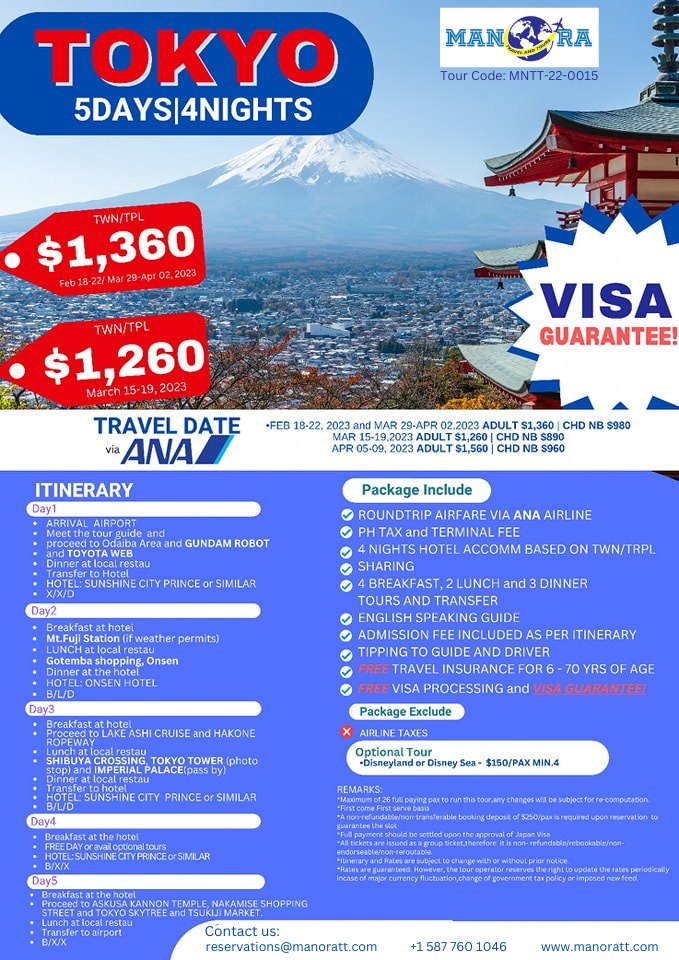 TOKYO
5DAYS|4NIGHTS
MANORA
TRAVEL AND TOURS
Tour Code: MNTT-22-0015
TWN/TPL
$1,360
Feb 18-22/ Mar 29-Apr 02, 2023
TWN/TPL
$1,260
March 15-19, 2023
VISA
GUARANTEE!
TRAVEL DATE
via ANA
•FEB 18-22, 2023 and MAR 29-APR 02,2023 ADULT $1,360 | CHD NB $980
MAR 15-19,2023 ADULT $1,260 | CHD NB $890
APR 05-09, 2023 ADULT $1,560 | CHD NB $960
ITINERARY
Day1
• ARRIVAL AIRPORT
• Meet the tour guide and
• proceed to Odaiba Area and GUNDAM ROBOT
• and TOYOTA WEB
• Dinner at local restau
• Transfer to Hotel
• HOTEL: SUNSHINE CITY PRINCE or SIMILAR
• X/X/D
Day2
• Breakfast at hotel
• Mt.Fuji Station (if weather permits)
• LUNCH at local restau
• Gotemba shopping, Onsen
• Dinner at the hotel
• HOTEL: ONSEN HOTEL
• B/L/D
Day3
• Breakfast at hotel
• Proceed to LAKE ASHI CRUISE and HAKONE
ROPEWAY
• Lunch at local restau
• SHIBUYA CROSSING, TOKYO TOWER (photo
stop) and IMPERIAL PALACE(pass by)
• Dinner at local restau
• Transfer to hotel
• HOTEL: SUNSHINE CITY PRINCE or SIMILAR
• B/L/D
Day4
• Breakfast at the hotel
• FREE DAY or avail optional tours
• HOTEL: SUNSHINE CITY PRINCE or SIMILAR
• B/X/X
Day5
• Breakfast at the hotel
• Proceed to ASKUSA KANNON TEMPLE, NAKAMISE SHOPPING
STREET and TOKYO SKYTREE and TSUKIJI MARKET.
• Lunch at local restau
• Transfer to airport
• B/X/X
Package Include
ROUNDTRIP AIRFARE VIA ANA AIRLINE
PH TAX and TERMINAL FEE
4 NIGHTS HOTEL ACCOMM BASED ON TWN/TRPL
SHARING
4 BREAKFAST, 2 LUNCH and 3 DINNER
TOURS AND TRANSFER
ENGLISH SPEAKING GUIDE
ADMISSION FEE INCLUDED AS PER ITINERARY
TIPPING TO GUIDE AND DRIVER
FREE TRAVEL INSURANCE FOR 6 - 70 YRS OF AGE
FREE VISA PROCESSING and VISA GUARANTEE!
Package Exclude
AIRLINE TAXES
Optional Tour
•Disneyland or Disney Sea - $150/PAX MIN.4
REMARKS:
*Maximum of 26 full paying pax to run this tour,any changes will be subject for re-computation.
*First come First serve basis
*A non-refundable/non-transferable booking deposit of $250/pax is required upon reservation to
guarantee the slot
*Full payment should be settled upon the approval of Japan Visa
*All tickets are issued as a group ticket,therefore it is non- refundable/rebookable/non-
endorseable/non-reroutable.
*Itinerary and Rates are subject to change with or without prior notice.
*Rates are guaranteed. However, the tour operator reserves the right to update the rates periodically
incase of major currency fluctuation,change of government tax policy or imposed new feed.
Contact us:
reservations@manoratt.com +1 587 760 1046 www.manoratt.com